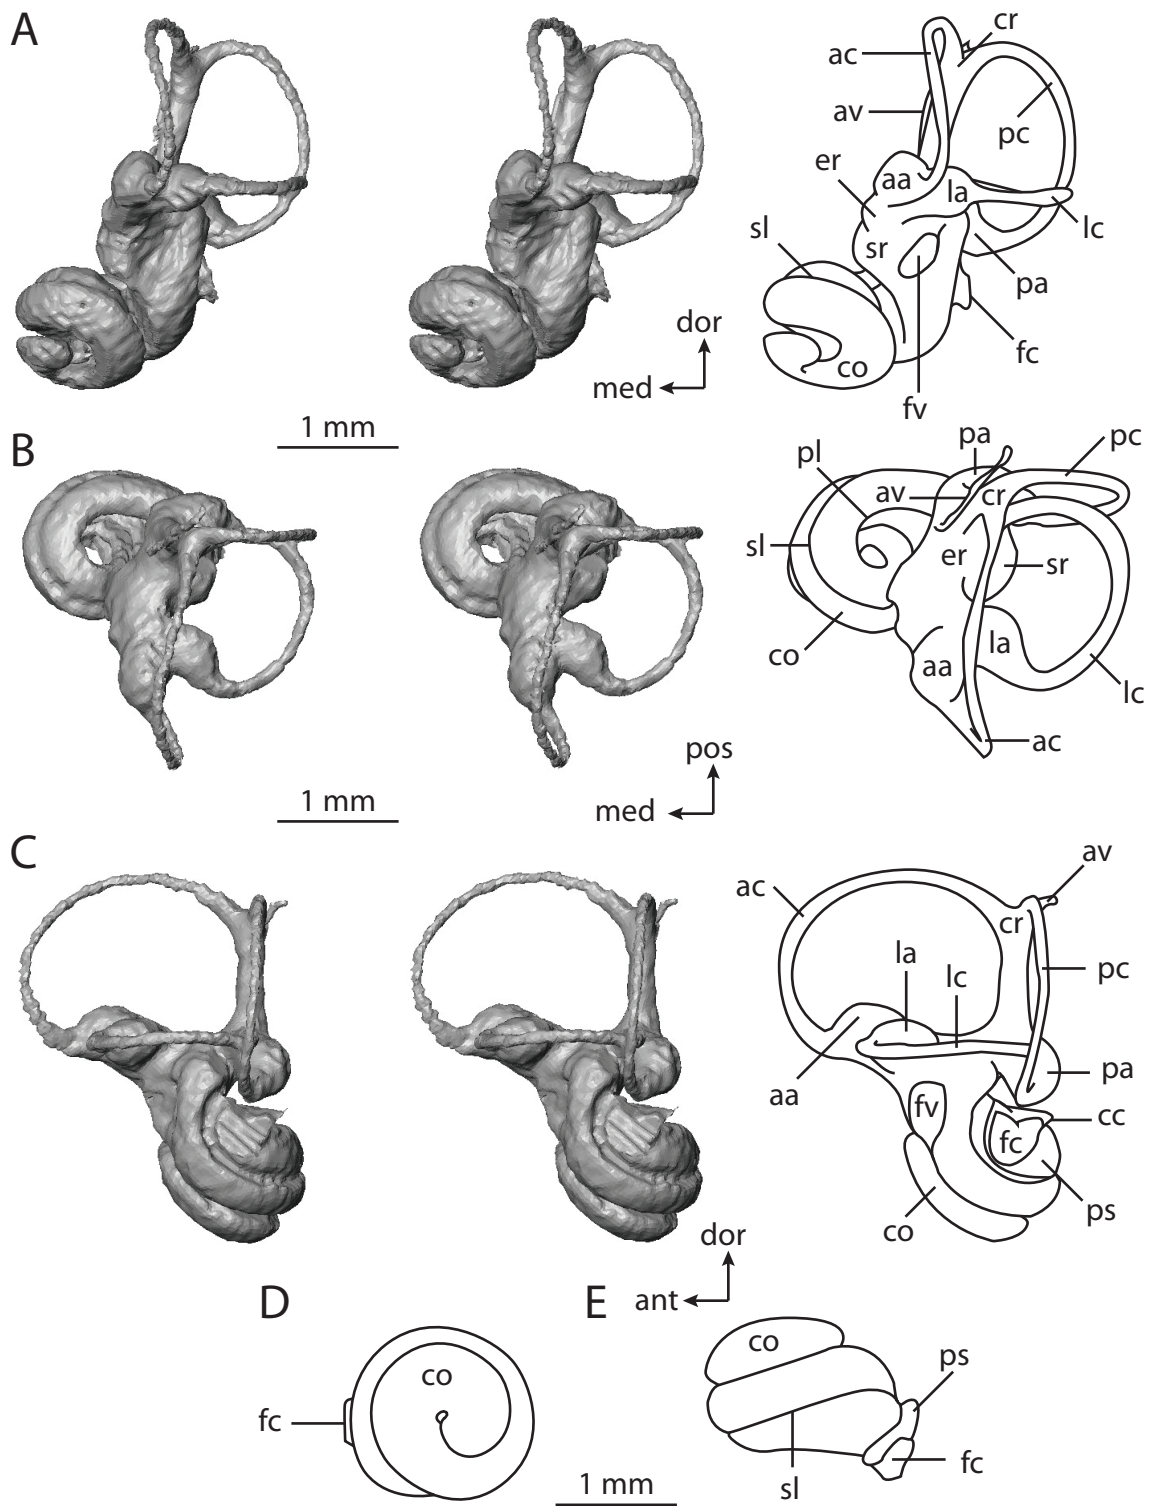 A
cr
ac
av
pc
er
aa
la
sl
sr
lc
pa
dor
med
co
fc
fv
1 mm
B
pa
pc
pl
av
cr
sl
er
sr
co
la
aa
lc
ac
pos
med
1 mm
C
av
ac
cr
la
lc
pc
aa
pa
fv
cc
fc
co
ps
dor
ant
D
E
co
co
ps
fc
fc
sl
1 mm